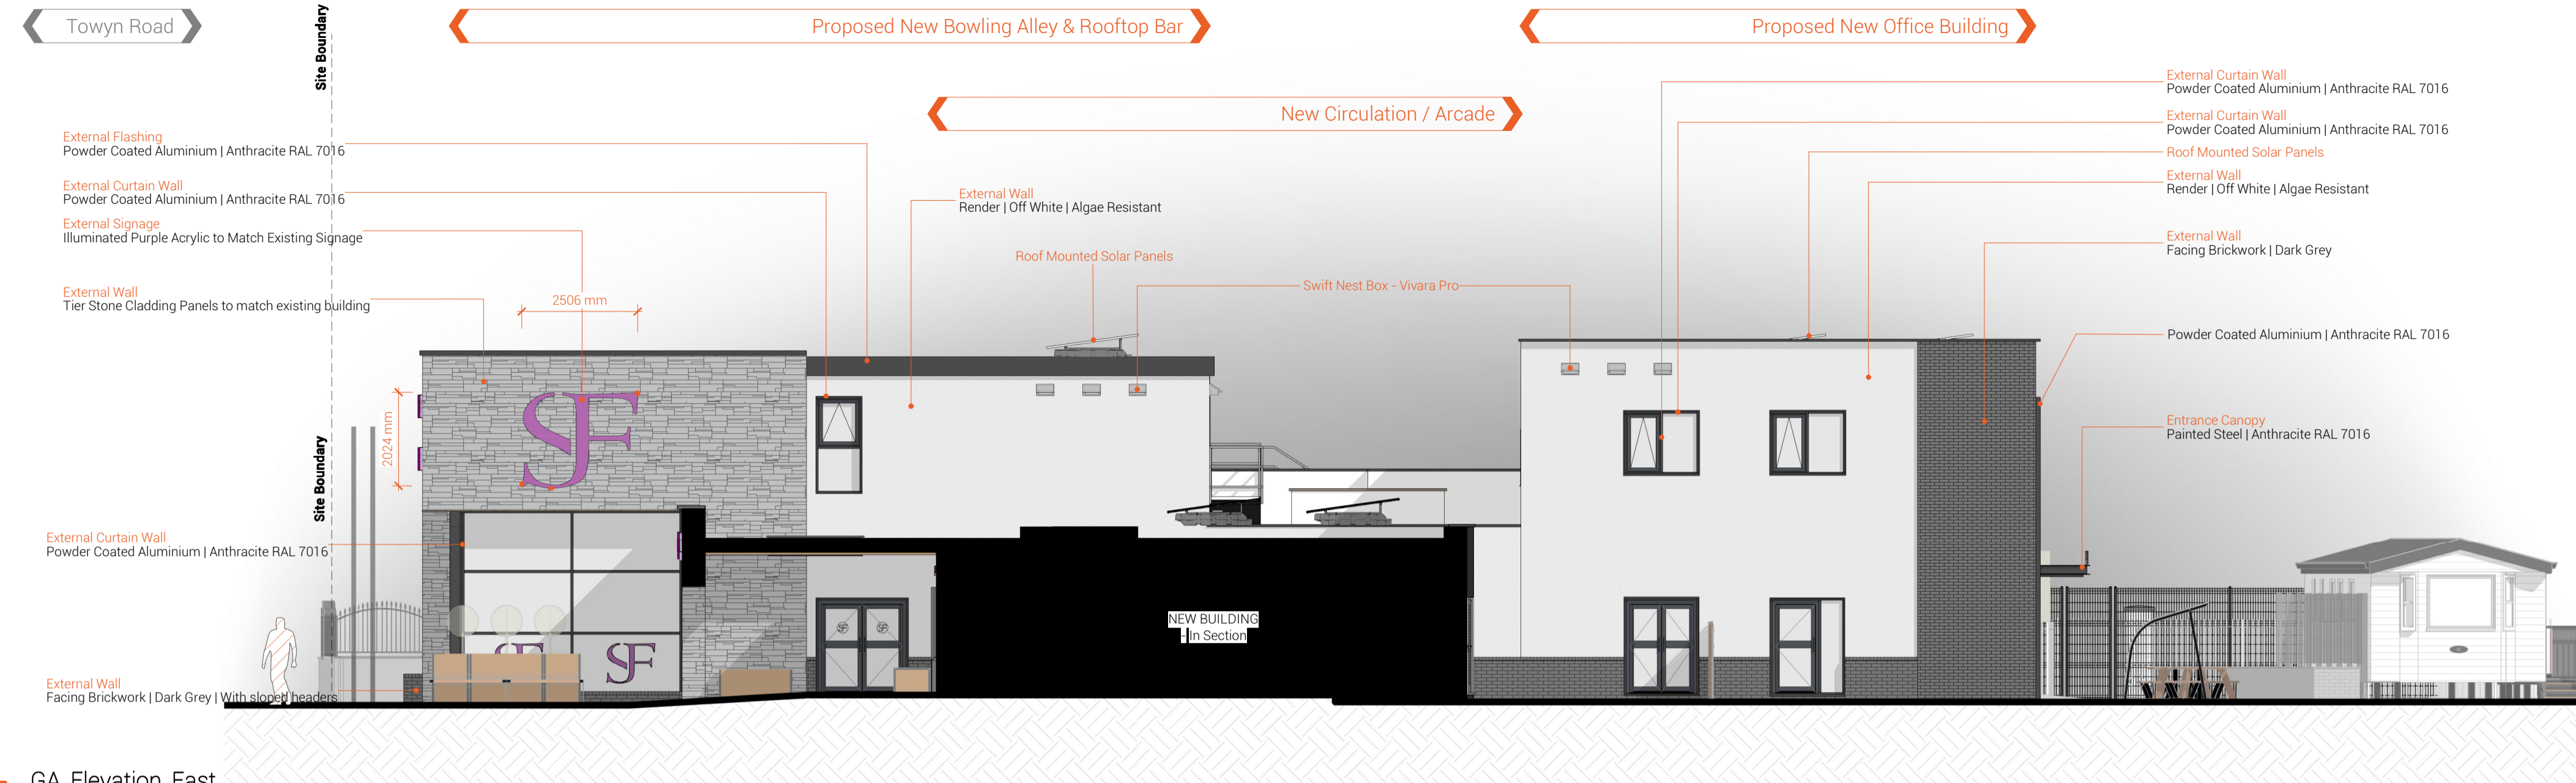 Towyn Road
Site Boundary
Proposed New Bowling Alley & Rooftop Bar
Proposed New Office Building
New Circulation / Arcade
External Flashing
Powder Coated Aluminium | Anthracite RAL 7016
External Curtain Wall
Powder Coated Aluminium | Anthracite RAL 7016
External Signage
Illuminated Purple Acrylic to Match Existing Signage
External Wall
Tier Stone Cladding Panels to match existing building
2506 mm
2024 mm
Site Boundary
External Curtain Wall
Powder Coated Aluminium | Anthracite RAL 7016
External Wall
Facing Brickwork | Dark Grey | With sloped headers
External Wall
Render | Off White | Algae Resistant
Roof Mounted Solar Panels
Swift Nest Box - Vivara Pro
SF
SF
SF
NEW BUILDING
- In Section
External Curtain Wall
Powder Coated Aluminium | Anthracite RAL 7016
External Curtain Wall
Powder Coated Aluminium | Anthracite RAL 7016
Roof Mounted Solar Panels
External Wall
Render | Off White | Algae Resistant
External Wall
Facing Brickwork | Dark Grey
Powder Coated Aluminium | Anthracite RAL 7016
Entrance Canopy
Painted Steel | Anthracite RAL 7016
GA Elevation East